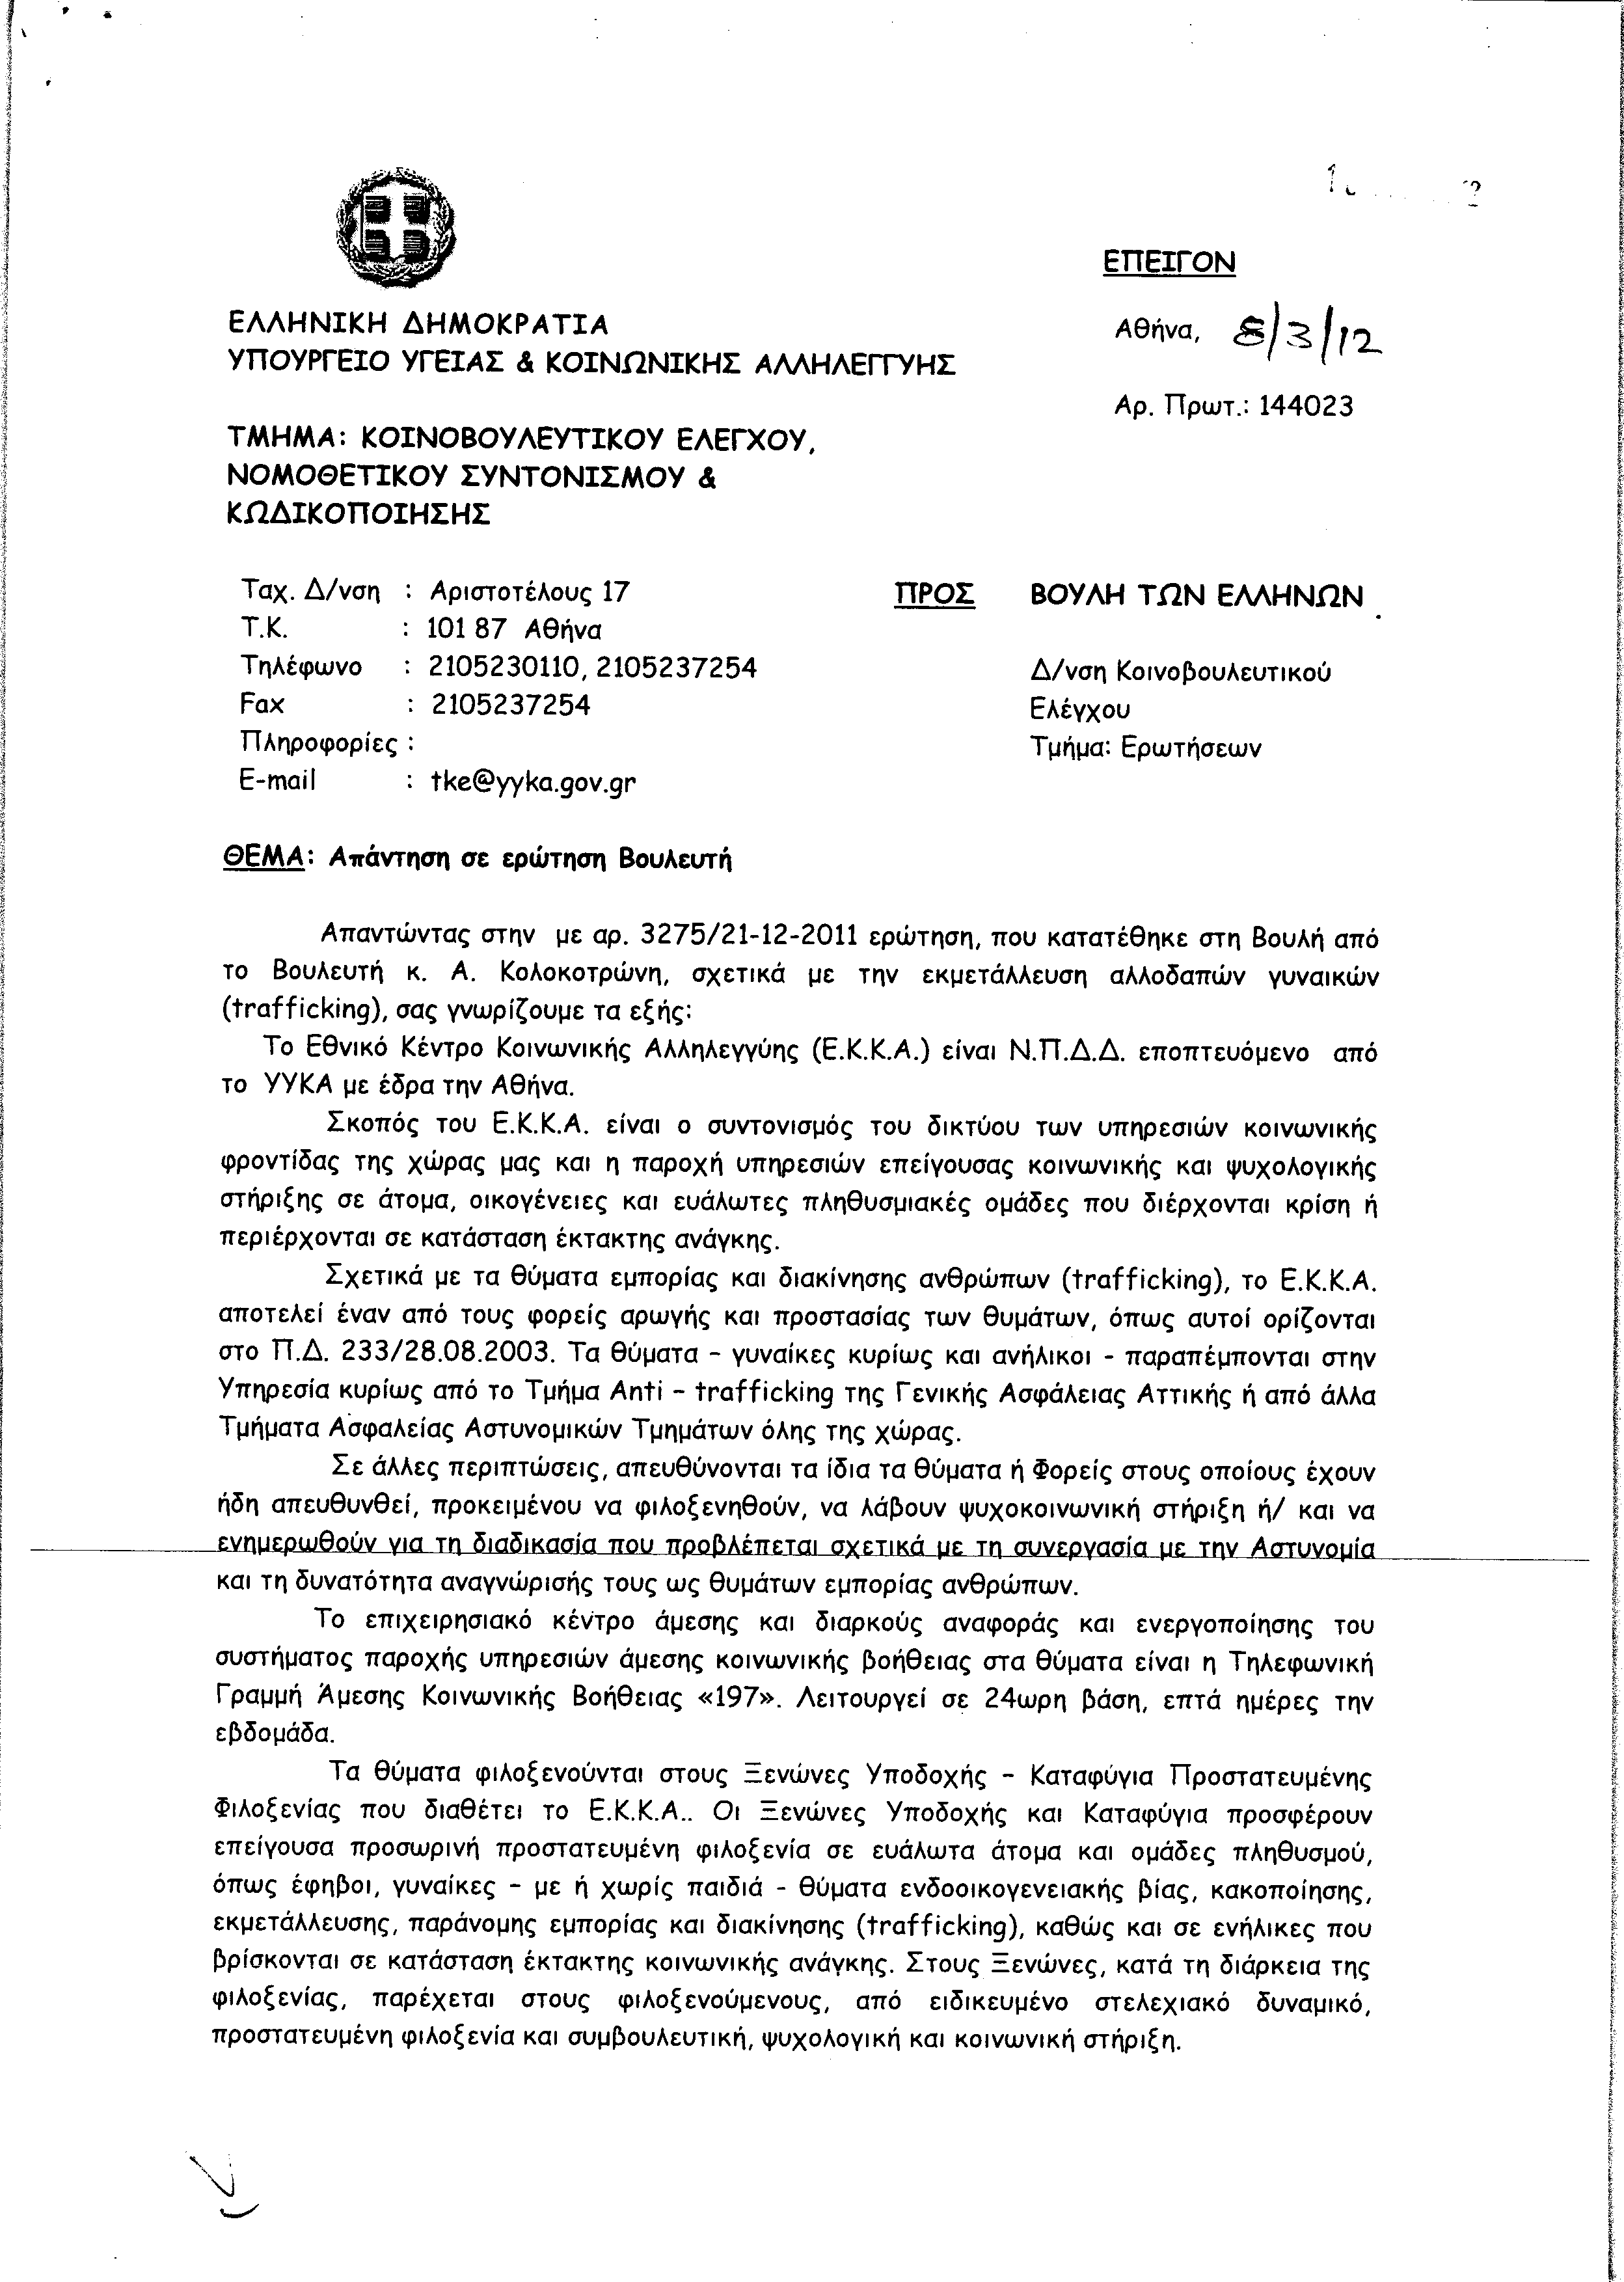 ΕΠΕΙΓΟΝ
ΕΛΛΗΝΙΚΗ ΔΗΜΟΚΡΑΤΙΑ
ΥΠΟΥΡΓΕΙΟ ΥΓΕΙΑΣ & ΚΟΙΝΩΝΙΚΗΣ ΑΛΛΗΛΕΓΓΥΗΣ
Αθήνα, 8/3/12
Αρ. Πρωτ.: 144023
ΤΜΗΜΑ: ΚΟΙΝΟΒΟΥΛΕΥΤΙΚΟΥ ΕΛΕΓΧΟΥ,
ΝΟΜΟΘΕΤΙΚΟΥ ΣΥΝΤΟΝΙΣΜΟΥ &
ΚΩΔΙΚΟΠΟΙΗΣΗΣ
Ταχ. Δ/νση : Αριστοτέλους 17
Τ.Κ. : 101 87 Αθήνα
Τηλέφωνο : 2105230110, 2105237254
Fax : 2105237254
Πληροφορίες :
E-mail : tke@yyka.gov.gr
ΠΡΟΣ ΒΟΥΛΗ ΤΩΝ ΕΛΛΗΝΩΝ
Δ/νση Κοινοβουλευτικού
Ελέγχου
Τμήμα: Ερωτήσεων
ΘΕΜΑ: Απάντηση σε ερώτηση Βουλευτή
Απαντώντας στην με αρ. 3275/21-12-2011 ερώτηση, που κατατέθηκε στη Βουλή από
το Βουλευτή κ. Α. Κολοκοτρώνη, σχετικά με την εκμετάλλευση αλλοδαπών γυναικών
(trafficking), σας γνωρίζουμε τα εξής:
Το Εθνικό Κέντρο Κοινωνικής Αλληλεγγύης (Ε.Κ.Κ.Α.) είναι Ν.Π.Δ.Δ. εποπτευόμενο από
το ΥΥΚΑ με έδρα την Αθήνα.
Σκοπός του Ε.Κ.Κ.Α. είναι ο συντονισμός του δικτύου των υπηρεσιών κοινωνικής
φροντίδας της χώρας μας και η παροχή υπηρεσιών επείγουσας κοινωνικής και ψυχολογικής
στήριξης σε άτομα, οικογένειες και ευάλωτες πληθυσμιακές ομάδες που διέρχονται κρίση ή
περιέρχονται σε κατάσταση έκτακτης ανάγκης.
Σχετικά με τα θύματα εμπορίας και διακίνησης ανθρώπων (trafficking), το Ε.Κ.Κ.Α.
αποτελεί έναν από τους φορείς αρωγής και προστασίας των θυμάτων, όπως αυτοί ορίζονται
στο Π.Δ. 233/28.08.2003. Τα θύματα - γυναίκες κυρίως και ανήλικοι - παραπέμπονται στην
Υπηρεσία κυρίως από το Τμήμα Anti - trafficking της Γενικής Ασφάλειας Αττικής ή από άλλα
Τμήματα Ασφαλείας Αστυνομικών Τμημάτων όλης της χώρας.
Σε άλλες περιπτώσεις, απευθύνονται τα ίδια τα θύματα ή Φορείς στους οποίους έχουν
ήδη απευθυνθεί, προκειμένου να φιλοξενηθούν, να λάβουν ψυχοκοινωνική στήριξη ή/ και να
ενημερωθούν για τη διαδικασία που προβλέπεται σχετικά με τη συνεργασία με την Αστυνομία
και τη δυνατότητα αναγνώρισής τους ως θυμάτων εμπορίας ανθρώπων.
Το επιχειρησιακό κέντρο άμεσης και διαρκούς αναφοράς και ενεργοποίησης του
συστήματος παροχής υπηρεσιών άμεσης κοινωνικής βοήθειας στα θύματα είναι η Τηλεφωνική
Γραμμή Άμεσης Κοινωνικής Βοήθειας «197». Λειτουργεί σε 24ωρη βάση, επτά ημέρες την
εβδομάδα.
Τα θύματα φιλοξενούνται στους Ξενώνες Υποδοχής - Καταφύγια Προστατευμένης
Φιλοξενίας που διαθέτει το Ε.Κ.Κ.Α.. Οι Ξενώνες Υποδοχής και Καταφύγια προσφέρουν
επείγουσα προσωρινή προστατευμένη φιλοξενία σε ευάλωτα άτομα και ομάδες πληθυσμού,
όπως έφηβοι, γυναίκες - με ή χωρίς παιδιά - θύματα ενδοοικογενειακής βίας, κακοποίησης,
εκμετάλλευσης, παράνομης εμπορίας και διακίνησης (trafficking), καθώς και σε ενήλικες που
βρίσκονται σε κατάσταση έκτακτης κοινωνικής ανάγκης. Στους Ξενώνες, κατά τη διάρκεια της
φιλοξενίας, παρέχεται στους φιλοξενούμενους, από ειδικευμένο στελεχιακό δυναμικό,
προστατευμένη φιλοξενία και συμβουλευτική, ψυχολογική και κοινωνική στήριξη.